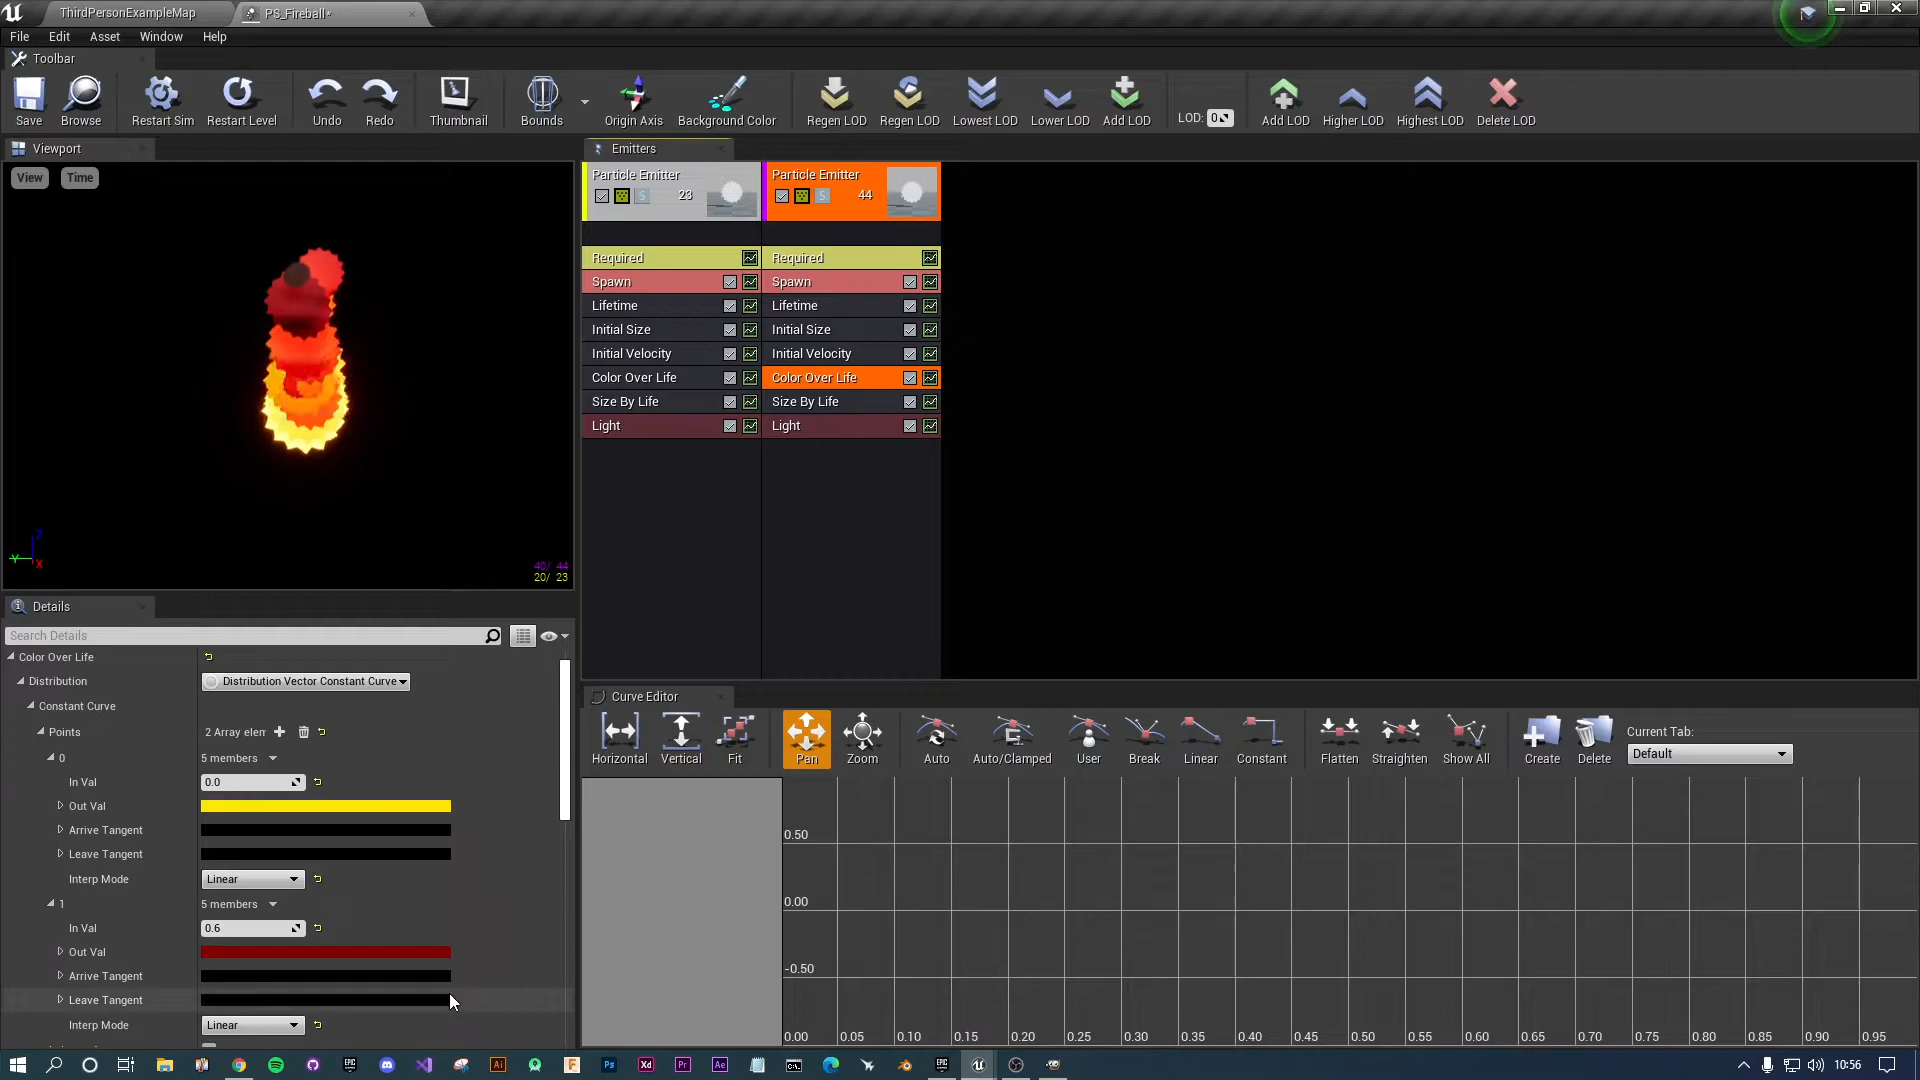 ThirdPersonExampleMap
PS_Fireball*
File Edit Asset Window Help
Toolbar
Save Browse Restart Sim Restart Level Undo Redo Thumbnail Bounds Origin Axis Background Color Regen LOD Regen LOD Lowest LOD Lower LOD Add LOD LOD: 0 Add LOD Higher LOD Highest LOD Delete LOD
Viewport
View Time
Z
Y
X
40/ 44
20/ 23
Emitters
Particle Emitter Particle Emitter
S 23 S 44
Required Required
Spawn Spawn
Lifetime Lifetime
Initial Size Initial Size
Initial Velocity Initial Velocity
Color Over Life Color Over Life
Size By Life Size By Life
Light Light
Details
Search Details
Color Over Life
Distribution Distribution Vector Constant Curve
Constant Curve
Points 2 Array elem
0 5 members
In Val 0.0
Out Val
Arrive Tangent
Leave Tangent
Interp Mode Linear
1 5 members
In Val 0.6
Out Val
Arrive Tangent
Leave Tangent
Interp Mode Linear
Curve Editor
Horizontal Vertical Fit Pan Zoom Auto Auto/Clamped User Break Linear Constant Flatten Straighten Show All Create Delete
Current Tab:
Default
0.50
0.00
-0.50
0.00 0.05 0.10 0.15 0.20 0.25 0.30 0.35 0.40 0.45 0.50 0.55 0.60 0.65 0.70 0.75 0.80 0.85 0.90 0.95
10:56